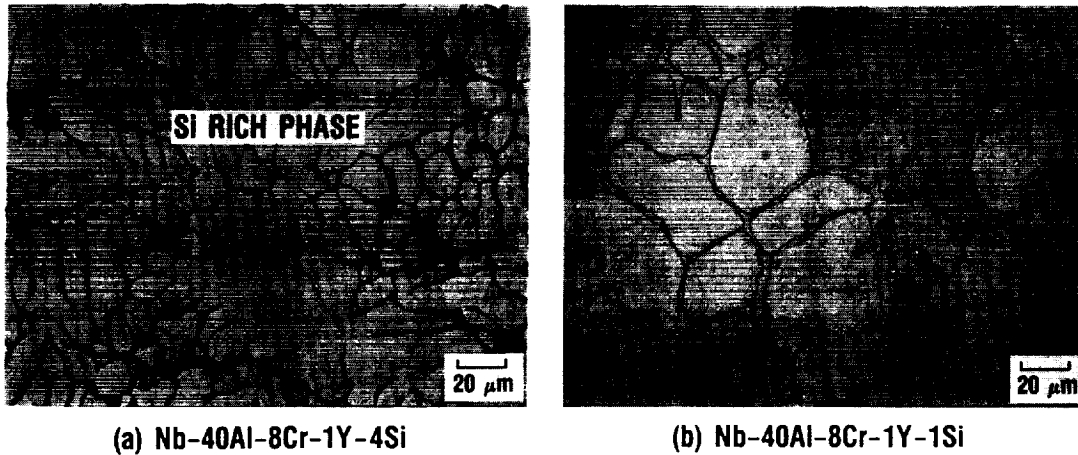 Si RICH PHASE
20 μm
20 μm
(a) Nb-40Al-8Cr-1Y-4Si
(b) Nb-40Al-8Cr-1Y-1Si